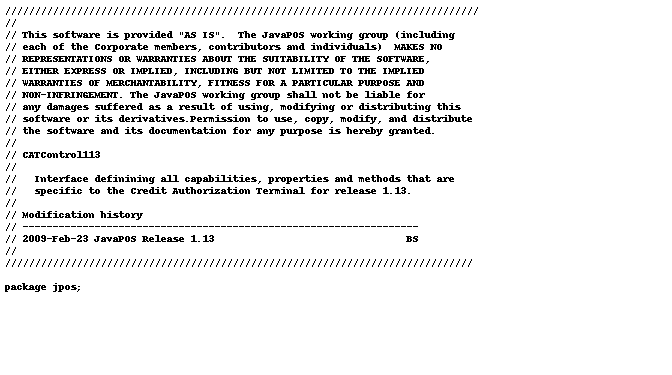 ///////////////////////////////////////////////////////////////////////////////
//
// This software is provided "AS IS".  The JavaPOS working group (including
// each of the Corporate members, contributors and individuals)  MAKES NO
// REPRESENTATIONS OR WARRANTIES ABOUT THE SUITABILITY OF THE SOFTWARE,
// EITHER EXPRESS OR IMPLIED, INCLUDING BUT NOT LIMITED TO THE IMPLIED
// WARRANTIES OF MERCHANTABILITY, FITNESS FOR A PARTICULAR PURPOSE AND
// NON-INFRINGEMENT. The JavaPOS working group shall not be liable for
// any damages suffered as a result of using, modifying or distributing this
// software or its derivatives.Permission to use, copy, modify, and distribute
// the software and its documentation for any purpose is hereby granted.
//
// CATControl113
//
//   Interface definining all capabilities, properties and methods that are
//   specific to the Credit Authorization Terminal for release 1.13.
//
// Modification history
// ------------------------------------------------------------------
// 2009-Feb-23 JavaPOS Release 1.13                                BS
//
//////////////////////////////////////////////////////////////////////////////
package jpos;